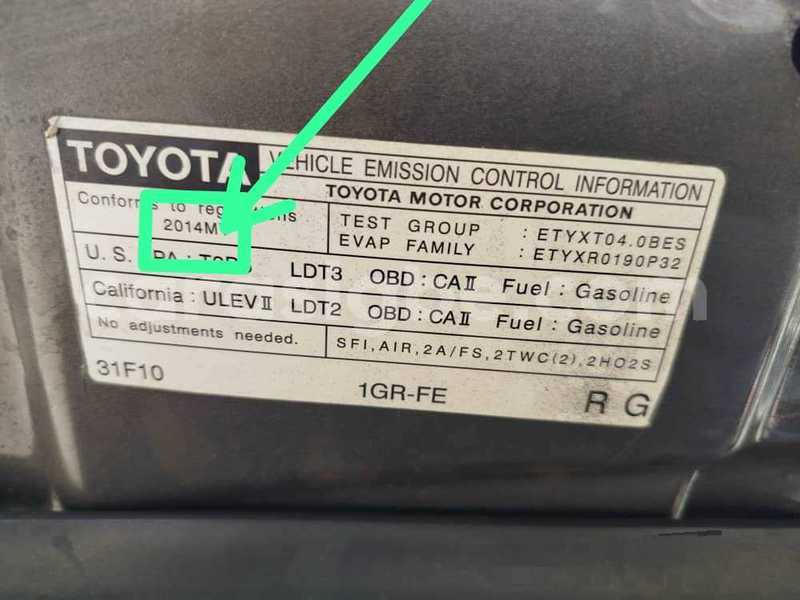 TOYOTA VEHICLE EMISSION CONTROL INFORMATION
TOYOTA MOTOR CORPORATION
Conforms to regulations
2014M
TEST GROUP : ETYXT04.0BES
EVAP FAMILY : ETYXR0190P32
U.S. LDT3 OBD : CAⅡ Fuel : Gasoline
California : ULEVⅡ LDT2 OBD : CAⅡ Fuel : Gasoline
No adjustments needed.
SFI,AIR,2A/FS,2TWC(2),2HO2S
31F10
1GR-FE
R G